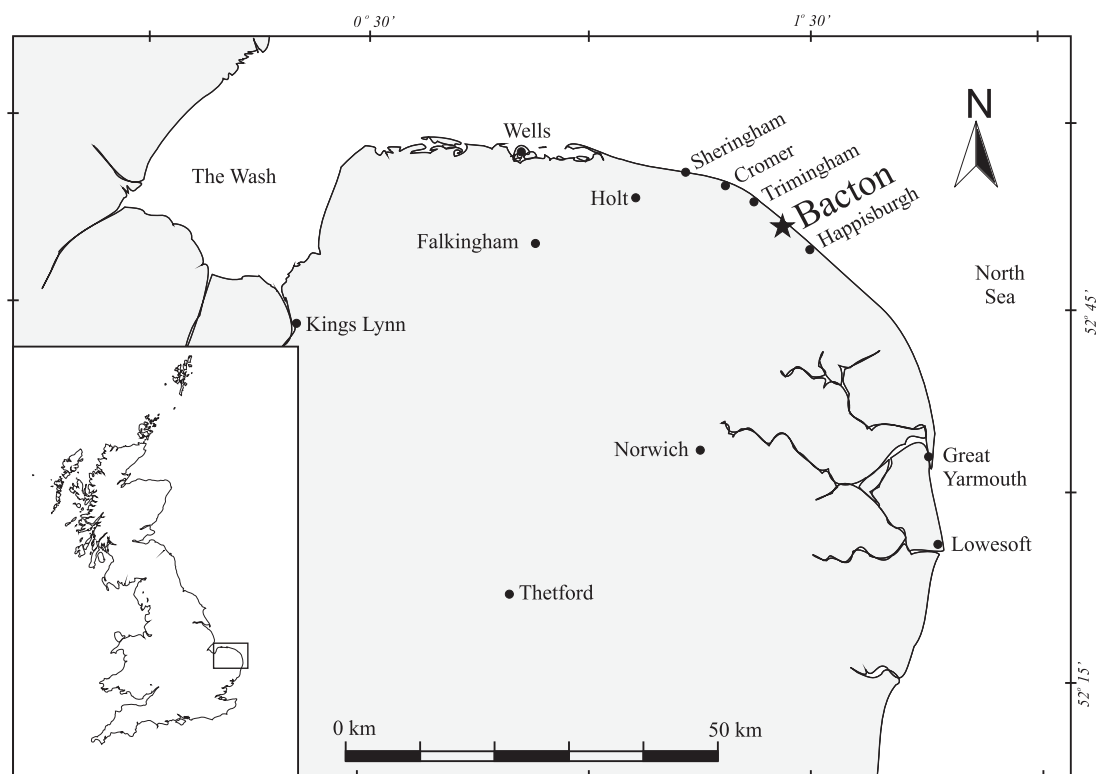 0° 30'
1° 30'
N
Wells
Sheringham
Cromer
Trimingham
Bacton
Happisburgh
The Wash
Holt
Falkingham
North
Sea
Kings Lynn
52° 45'
Norwich
Great
Yarmouth
Lowesoft
Thetford
52° 15'
0 km
50 km